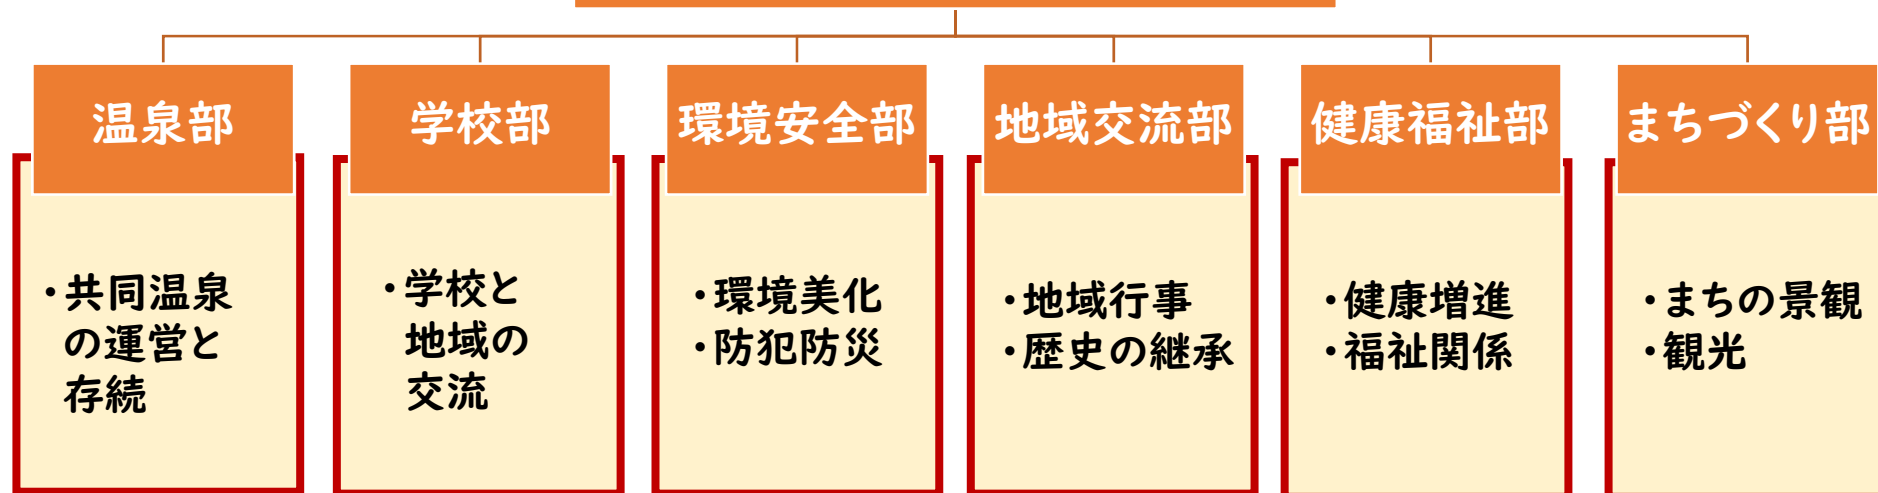 温泉部
・共同温泉
の運営と
存続
学校部
・学校と
地域の
交流
環境安全部
・環境美化
・防犯防災
地域交流部
・地域行事
・歴史の継承
健康福祉部
・健康増進
・福祉関係
まちづくり部
・まちの景観
・観光